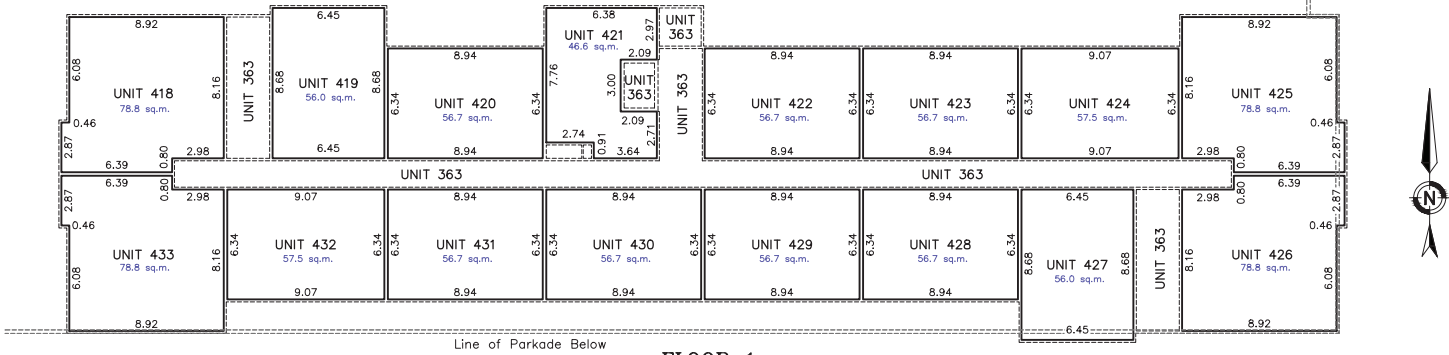 8.92
6.08
8.16
UNIT 418
78.8 sq.m.
0.46
2.87
6.39
0.80
2.98
UNIT 363
6.45
8.68
8.68
UNIT 419
56.0 sq.m.
6.45
8.94
6.34
6.34
UNIT 420
56.7 sq.m.
8.94
6.38
UNIT 421
46.6 sq.m.
2.97
2.09
7.76
3.00
UNIT
363
2.09
2.71
2.74
0.91
3.64
UNIT
363
UNIT 363
8.94
6.34
6.34
UNIT 422
56.7 sq.m.
8.94
8.94
6.34
6.34
UNIT 423
56.7 sq.m.
8.94
9.07
6.34
6.34
UNIT 424
57.5 sq.m.
9.07
8.92
8.16
6.08
UNIT 425
78.8 sq.m.
0.46
2.87
2.98
0.80
6.39
UNIT 363
UNIT 363
6.39
2.87
0.80
2.98
0.46
UNIT 433
78.8 sq.m.
8.16
6.08
8.92
9.07
6.34
6.34
UNIT 432
57.5 sq.m.
9.07
8.94
6.34
6.34
UNIT 431
56.7 sq.m.
8.94
8.94
6.34
6.34
UNIT 430
56.7 sq.m.
8.94
8.94
6.34
6.34
UNIT 429
56.7 sq.m.
8.94
8.94
6.34
6.34
UNIT 428
56.7 sq.m.
8.94
6.45
8.68
8.68
UNIT 427
56.0 sq.m.
6.45
UNIT 363
2.98
0.80
6.39
2.87
0.46
8.16
UNIT 426
78.8 sq.m.
6.08
8.92
N
Line of Parkade Below
FLOOR 1